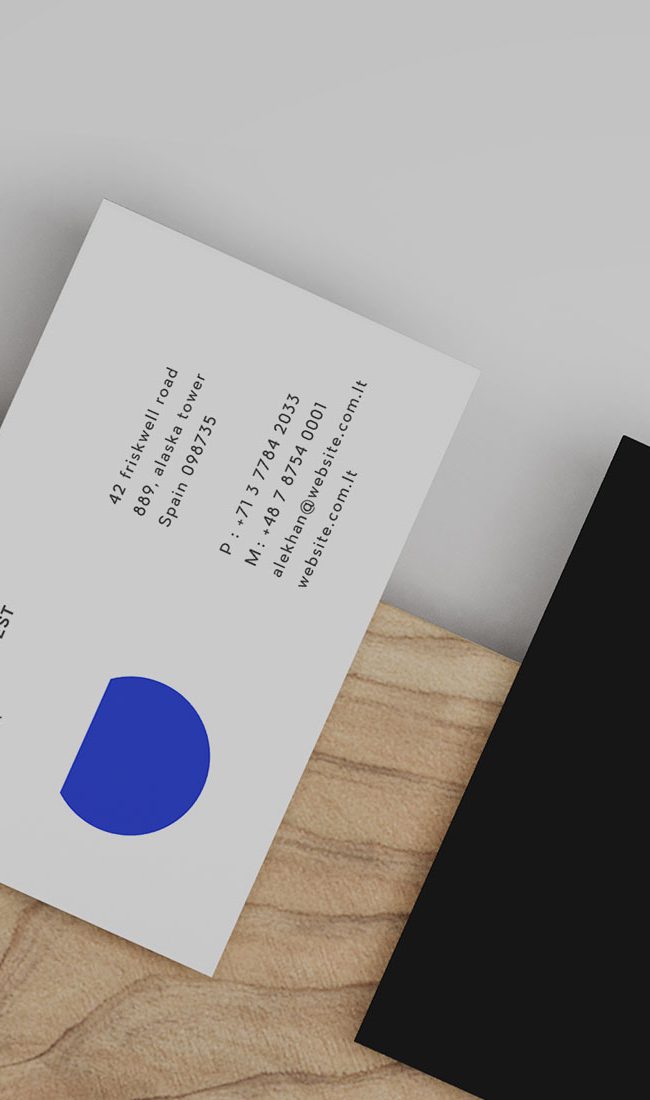 42 friskwell road
889, alaska tower
Spain 098735
P : +71 3 7784 2033
M : +48 7 8754 0001
alekhan@website.com.lt
website.com.lt
EST